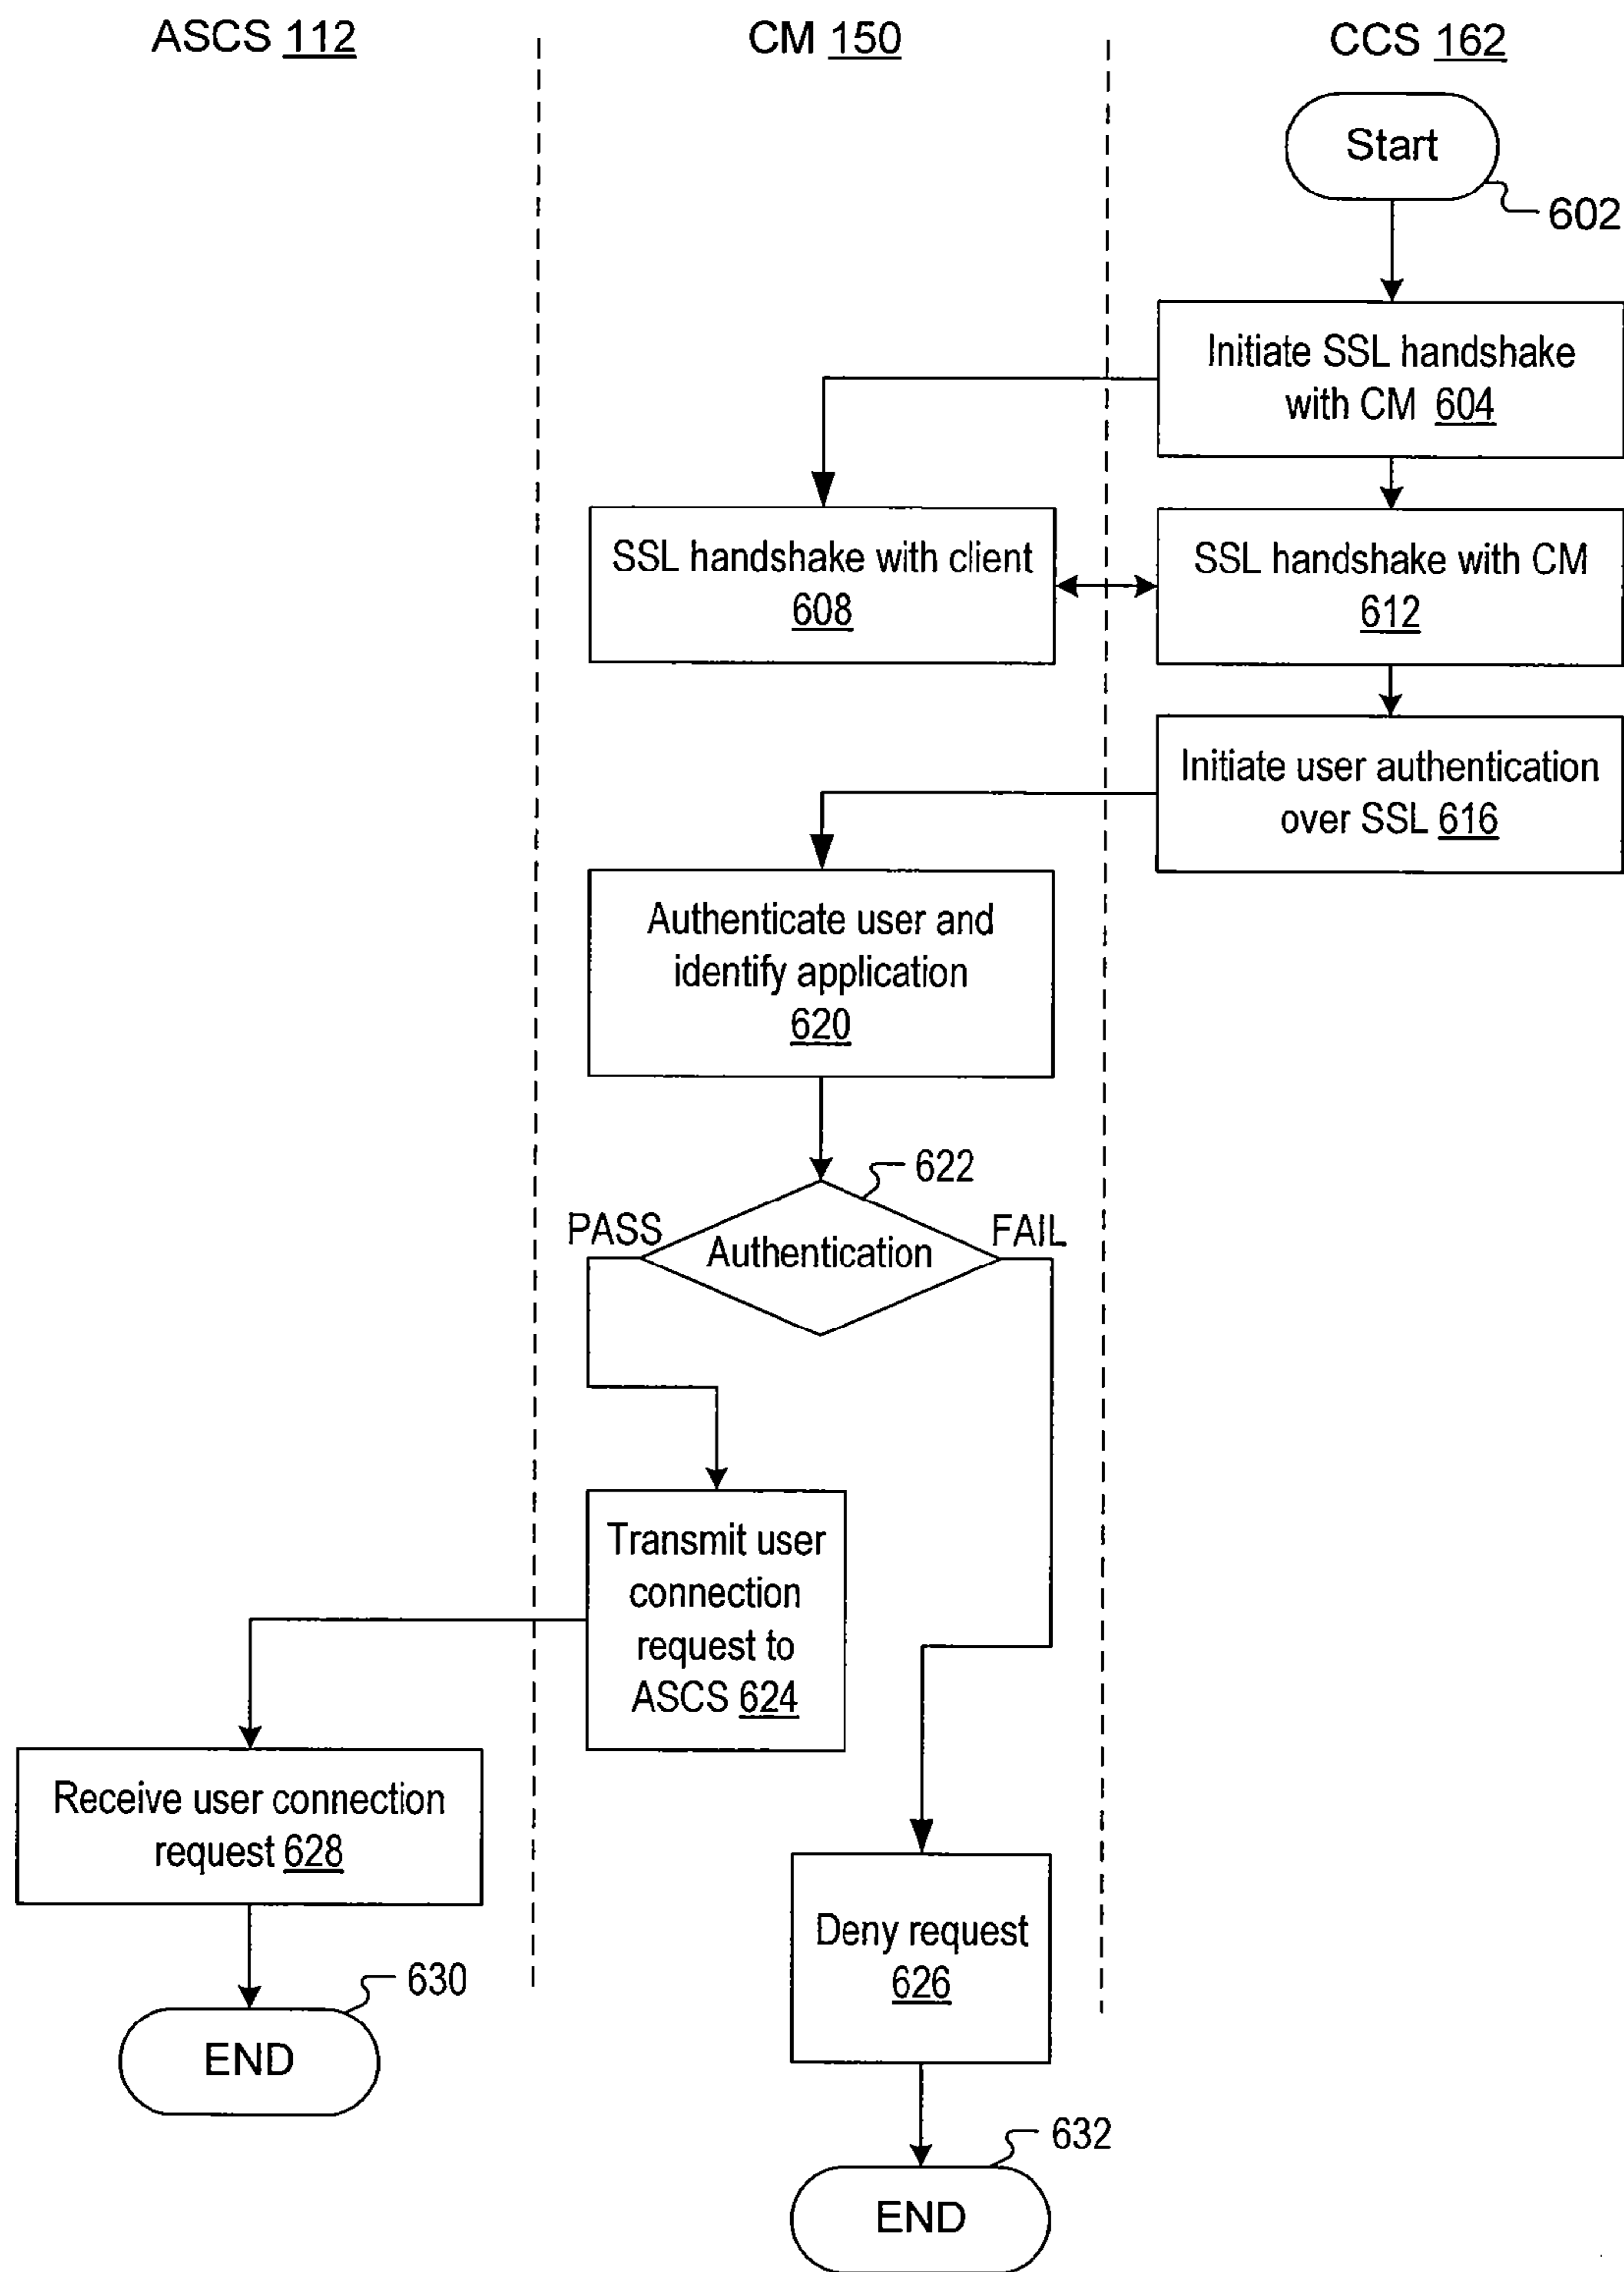 ASCS 112
CM 150
CCS 162
Start
602
Initiate SSL handshake
with CM 604
SSL handshake with client
608
SSL handshake with CM
612
Initiate user authentication
over SSL 616
Authenticate user and
identify application
620
622
PASS
Authentication
FAIL
Transmit user
connection
request to
ASCS 624
Receive user connection
request 628
Deny request
626
630
END
632
END